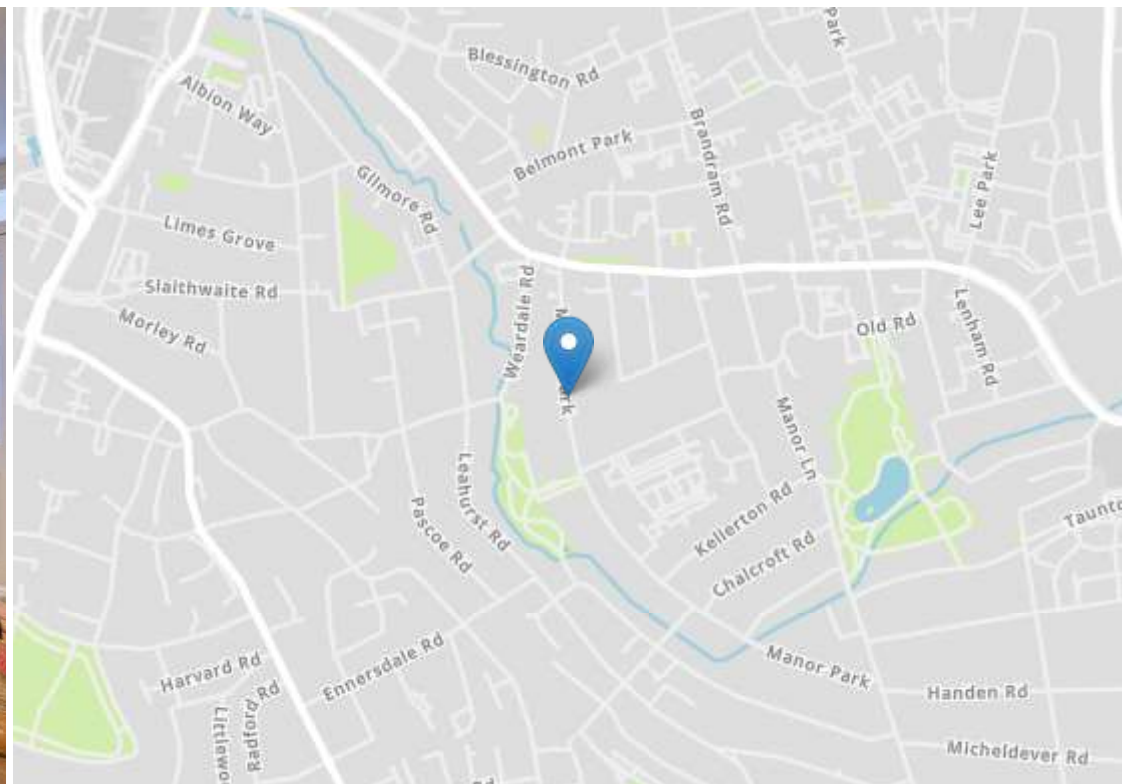 Park
Blessington Rd
Albion Way
Belmont Park
Brandram Rd
Lee Park
Gilmore Rd
Limes Grove
Weardale Rd
Slaithwaite Rd
Morley Rd
Old Rd
Lenham Rd
Manor Ln
Leahurst Rd
Pascoe Rd
Kellerton Rd
Chalcroft Rd
Ennersdale Rd
Harvard Rd
Radford Rd
Manor Park
Handen Rd
Micheldever Rd